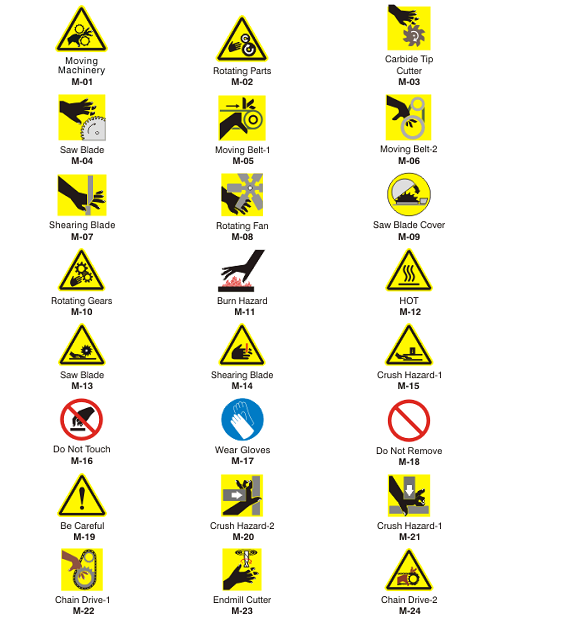 Moving
Machinery
M-01
Rotating Parts
M-02
Carbide Tip
Cutter
M-03
Saw Blade
M-04
Moving Belt-1
M-05
Moving Belt-2
M-06
Shearing Blade
M-07
Rotating Fan
M-08
Saw Blade Cover
M-09
Rotating Gears
M-10
Burn Hazard
M-11
HOT
M-12
Saw Blade
M-13
Shearing Blade
M-14
Crush Hazard-1
M-15
Do Not Touch
M-16
Wear Gloves
M-17
Do Not Remove
M-18
Be Careful
M-19
Crush Hazard-2
M-20
Crush Hazard-1
M-21
Chain Drive-1
M-22
Endmill Cutter
M-23
Chain Drive-2
M-24